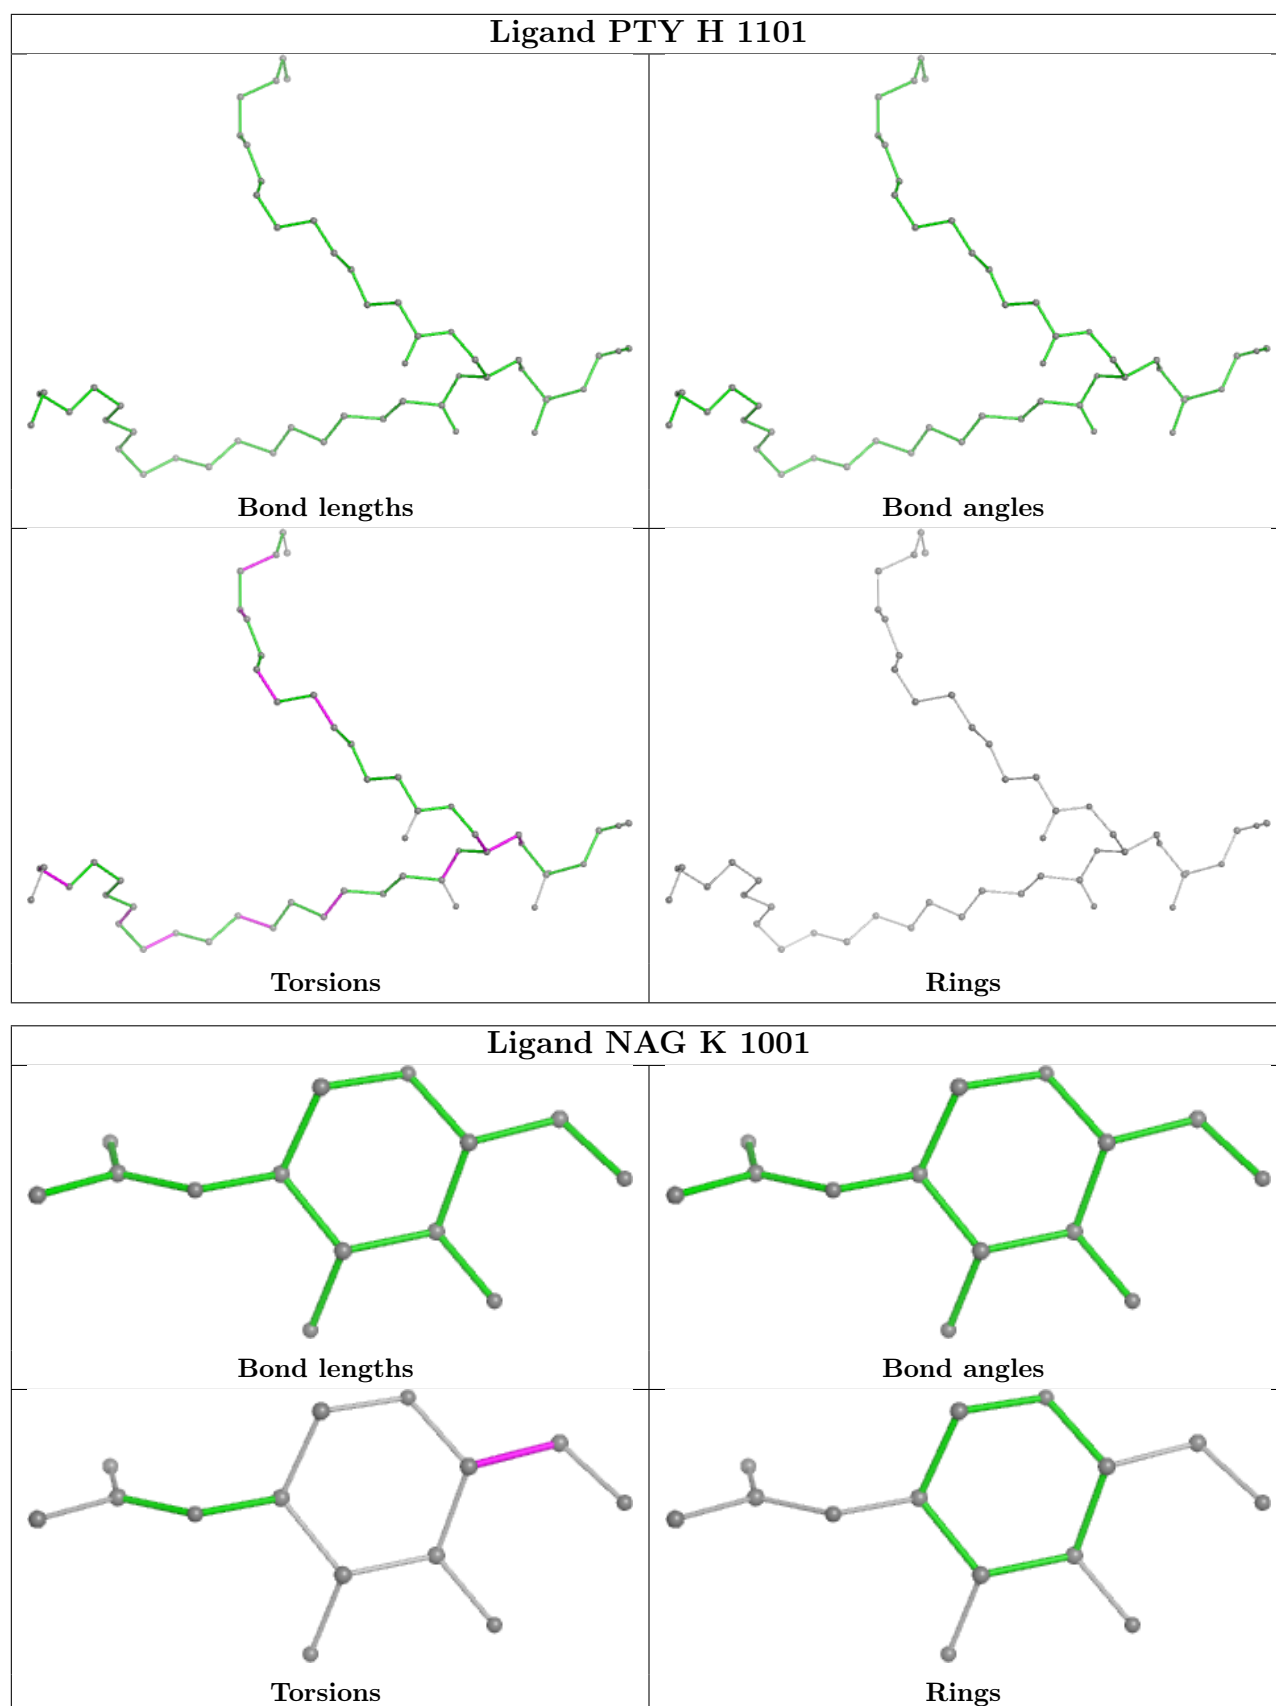 Ligand PTY H 1101
Bond lengths
Bond angles
Torsions
Rings
Ligand NAG K 1001
Bond lengths
Bond angles
Torsions
Rings